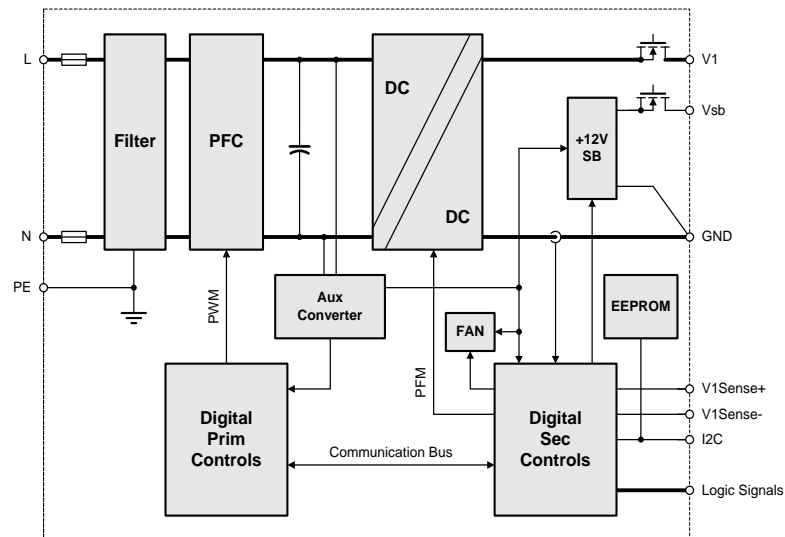 L
V1
DC
Vsb
Filter
PFC
+12V
SB
DC
N
GND
PE
Aux
Converter
EEPROM
PWM
FAN
PFM
V1Sense+
V1Sense-
Digital
Prim
Controls
Digital
Sec
Controls
I2C
Communication Bus
Logic Signals